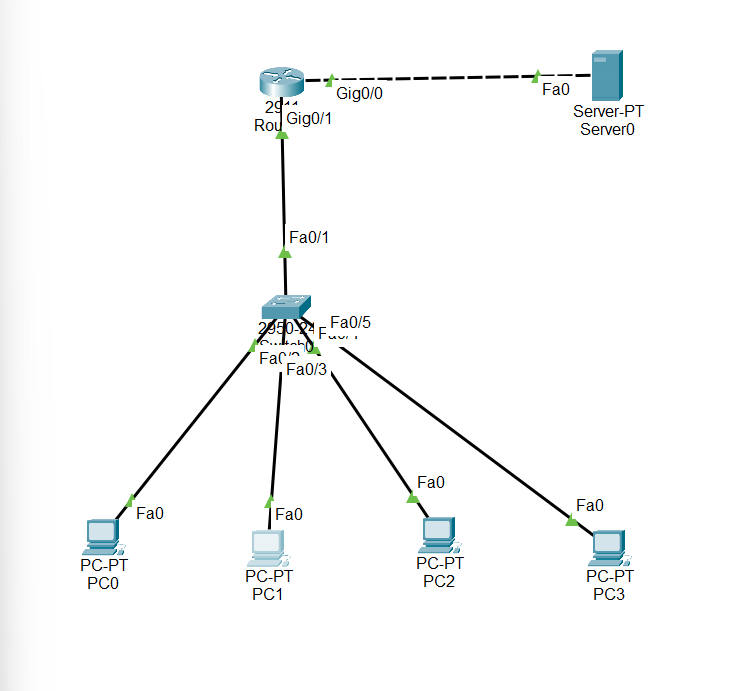 Gig0/0
Fa0
Server-PT
Server0
Gig0/1
Fa0/1
Fa0/5
Fa0/3
Fa0
PC-PT
PC0
Fa0
PC-PT
PC1
Fa0
PC-PT
PC2
Fa0
PC-PT
PC3